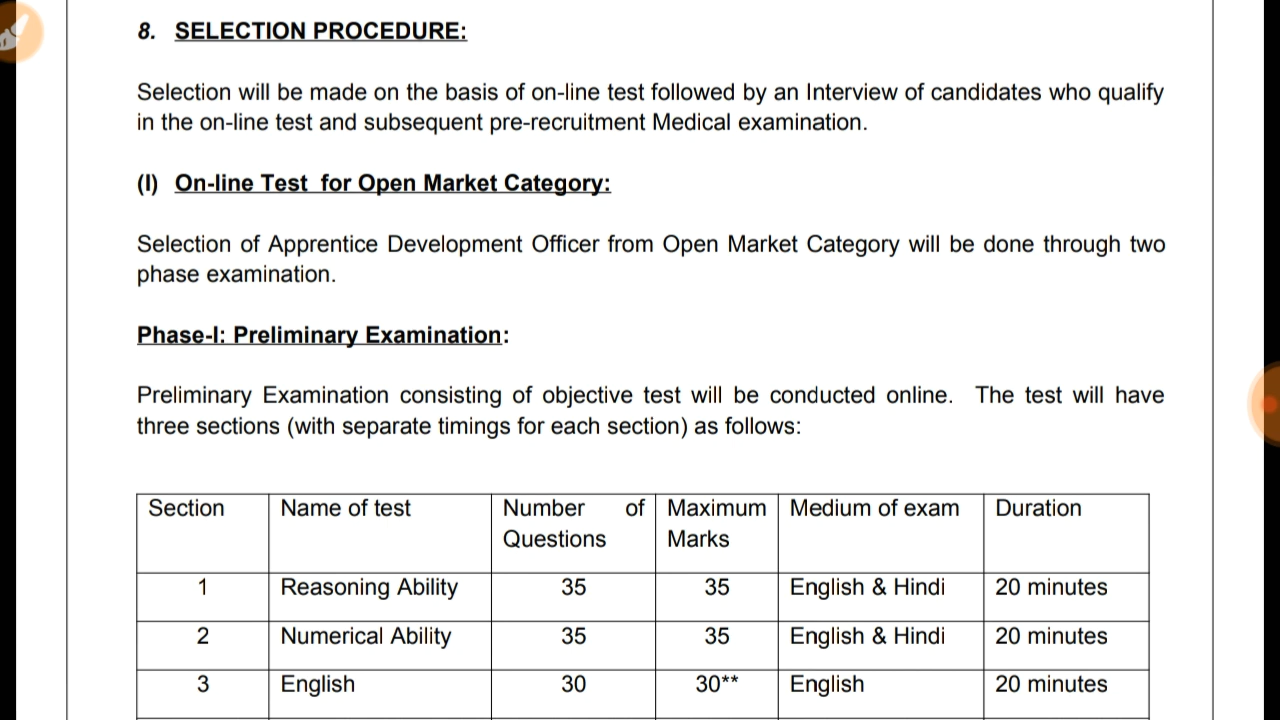 8. SELECTION PROCEDURE:
Selection will be made on the basis of on-line test followed by an Interview of candidates who qualify
in the on-line test and subsequent pre-recruitment Medical examination.
(I) On-line Test for Open Market Category:
Selection of Apprentice Development Officer from Open Market Category will be done through two
phase examination.
Phase-I: Preliminary Examination:
Preliminary Examination consisting of objective test will be conducted online. The test will have
three sections (with separate timings for each section) as follows:
Section Name of test Number of Maximum Medium of exam Duration
Questions Marks
1 Reasoning Ability 35 35 English & Hindi 20 minutes
2 Numerical Ability 35 35 English & Hindi 20 minutes
3 English 30 30** English 20 minutes